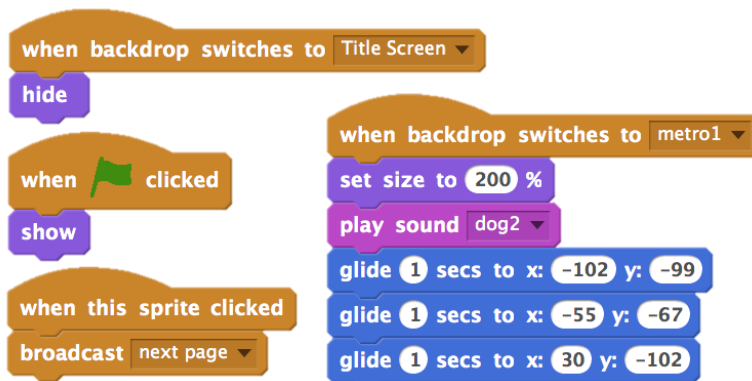 when backdrop switches to Title Screen
hide
when clicked
show
when this sprite clicked
broadcast next page
when backdrop switches to metro1
set size to 200 %
play sound dog2
glide 1 secs to x: -102 y: -99
glide 1 secs to x: -55 y: -67
glide 1 secs to x: 30 y: -102